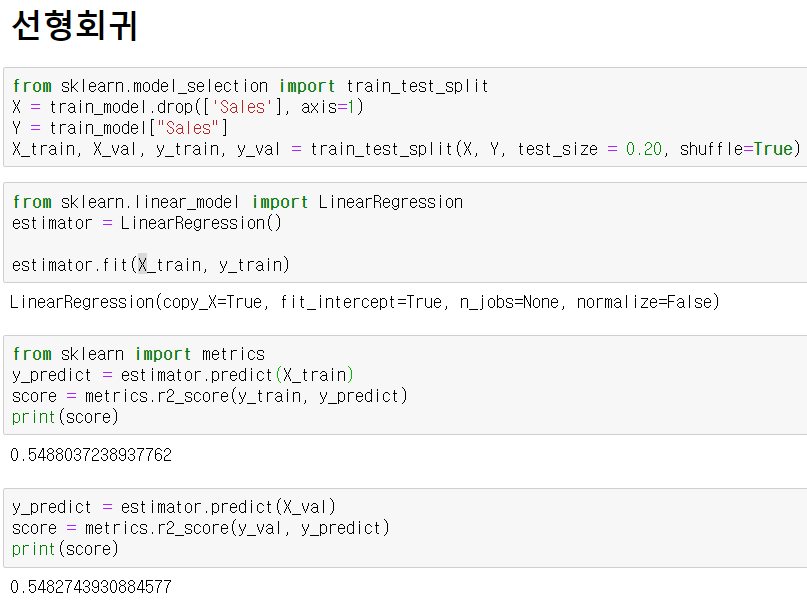 선형회귀
from sklearn.model_selection import train_test_split
X = train_model.drop(['Sales'], axis=1)
Y = train_model["Sales"]
X_train, X_val, y_train, y_val = train_test_split(X, Y, test_size = 0.20, shuffle=True)
from sklearn.linear_model import LinearRegression
estimator = LinearRegression()
estimator.fit(X_train, y_train)
LinearRegression(copy_X=True, fit_intercept=True, n_jobs=None, normalize=False)
from sklearn import metrics
y_predict = estimator.predict(X_train)
score = metrics.r2_score(y_train, y_predict)
print(score)
0.5488037238937762
y_predict = estimator.predict(X_val)
score = metrics.r2_score(y_val, y_predict)
print(score)
0.5482743930884577